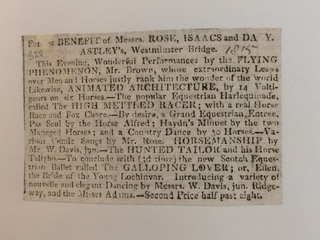 For the BENEFIT of Messrs. ROSE, ISAACS and DA Y.
ASTLEY's, Westminster Bridge. 1815
This Evening, Wonderful Performances by the FLYING
PHENOMENON, Mr. Brown, whose extraordinary Leaps
over Men and Horses justly rank him the wonder of the world
Likewise, ANIMATED ARCHITECTURE, by 14 Volti-
geurs on six Horses.—The popular Equestrian Harlequinade,
called The HIGH METTLED RACER; with a real Horse
Race and Fox Chace.—By desire, a Grand Equestrian Entree,
Pas Seul by the Horse Alfred; Haydn's Minuet by the two
Maneged Horses; and a Country Dance by 30 Horses.—Va-
rious Comic Songs by Mr. Rose. HORSEMANSHIP by
Mr. W. Davis, jun.—The HUNTED TAILOR and his Horse
Tallyho.—To conclude with (3d time) the new Scotch Eques-
trian Ballet called The GALLOPING LOVER; or, Eilen,
the Bride of the Young Lochinvar. Introducing a variety of
nouvelle and elegant Dancing by Messrs. W. Davis, jun. Ridge-
way, and the Misses Adams.—Second Price half past eight.